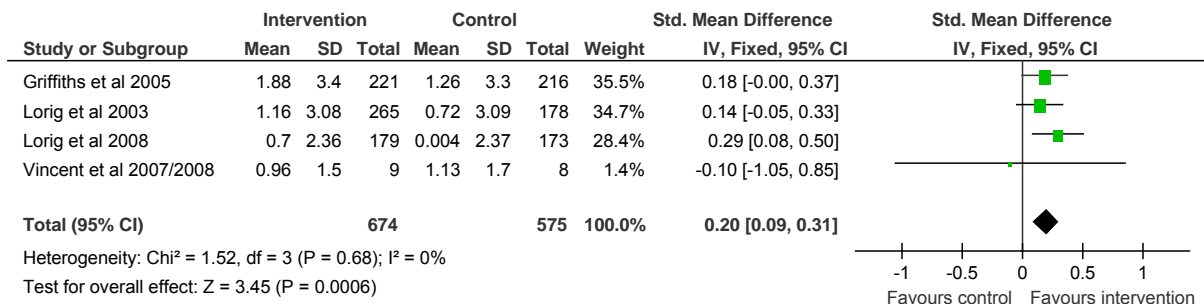 Intervention Control Std. Mean Difference Std. Mean Difference
Study or Subgroup Mean SD Total Mean SD Total Weight IV, Fixed, 95% CI IV, Fixed, 95% CI
Griffiths et al 2005 1.88 3.4 221 1.26 3.3 216 35.5% 0.18 [-0.00, 0.37]
Lorig et al 2003 1.16 3.08 265 0.72 3.09 178 34.7% 0.14 [-0.05, 0.33]
Lorig et al 2008 0.7 2.36 179 0.004 2.37 173 28.4% 0.29 [0.08, 0.50]
Vincent et al 2007/2008 0.96 1.5 9 1.13 1.7 8 1.4% -0.10 [-1.05, 0.85]
Total (95% CI) 674 575 100.0% 0.20 [0.09, 0.31]
Heterogeneity: Chi² = 1.52, df = 3 (P = 0.68); I² = 0%
Test for overall effect: Z = 3.45 (P = 0.0006)
-1 -0.5 0 0.5 1
Favours control Favours intervention